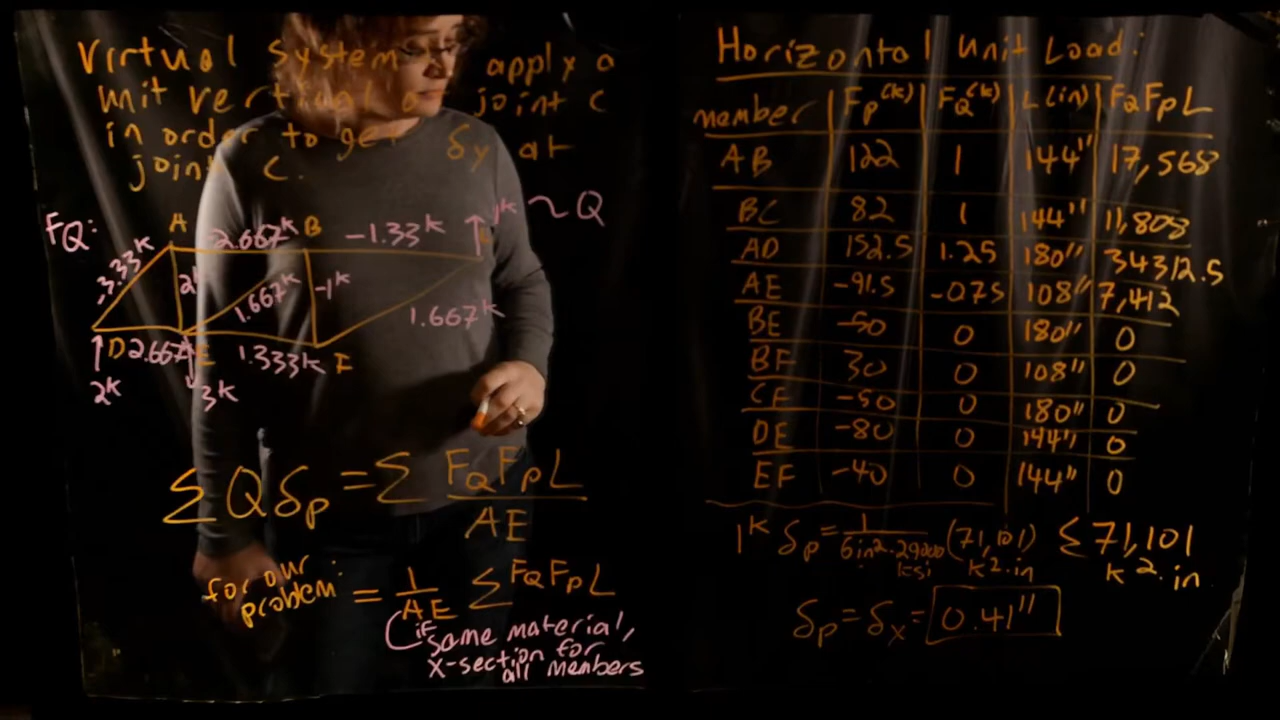 Virtual System apply a
unit vertical joint C
in order to get δy at
joint C.
FQ:
A 2.667k B -1.33k 1k ~Q
-3.33k 1.667k -1k
1.667k
D 2.667k E 1.333k F
2k 3k
ΣQδp = Σ FQFpL
AE
for our
problem: = 1 ΣFQFpL
AE
if
same material,
x-section for
all members
Horizontal Unit Load:
member Fp(k) FQ(k) L(in) FQFpL
AB 122 1 144" 17,568
BC 82 1 144" 11,808
AD 152.5 1.25 180" 34312.5
AE -91.5 -0.75 108" 7,412
BE -50 0 180" 0
BF 30 0 108" 0
CF -50 0 180" 0
DE -80 0 144" 0
EF -40 0 144" 0
1k δp = 1 (71,101) Σ71,101
6in²·29000 k²·in
ksi k²·in
δp = δx = 0.41"